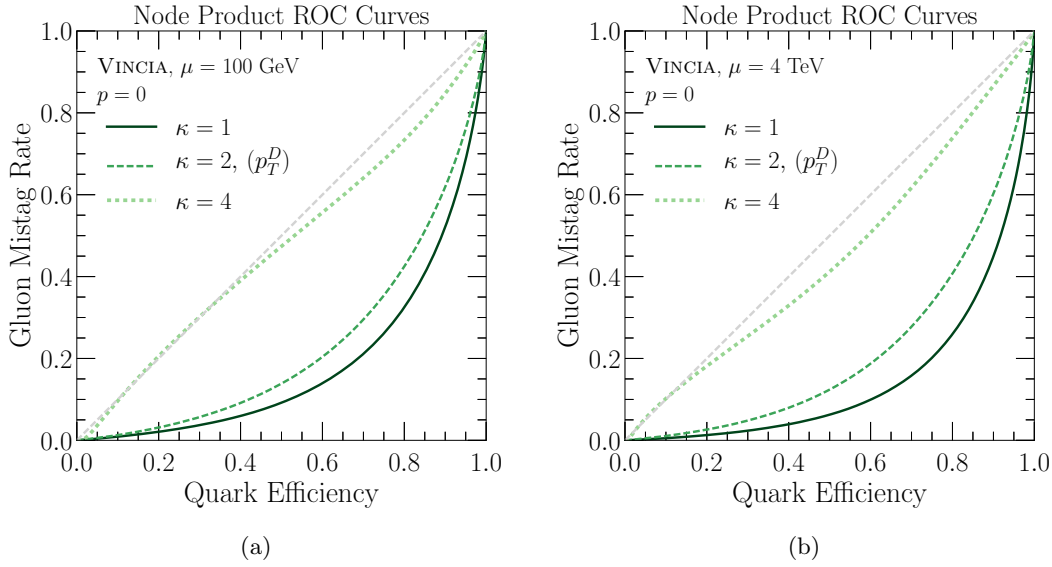 Node Product ROC Curves
VINCIA, μ = 100 GeV
p = 0
κ = 1
κ = 2, (p_T^D)
κ = 4
Gluon Mistag Rate
0.0
0.2
0.4
0.6
0.8
1.0
0.0 0.2 0.4 0.6 0.8 1.0
Quark Efficiency
(a)
Node Product ROC Curves
VINCIA, μ = 4 TeV
p = 0
κ = 1
κ = 2, (p_T^D)
κ = 4
Gluon Mistag Rate
0.0
0.2
0.4
0.6
0.8
1.0
0.0 0.2 0.4 0.6 0.8 1.0
Quark Efficiency
(b)